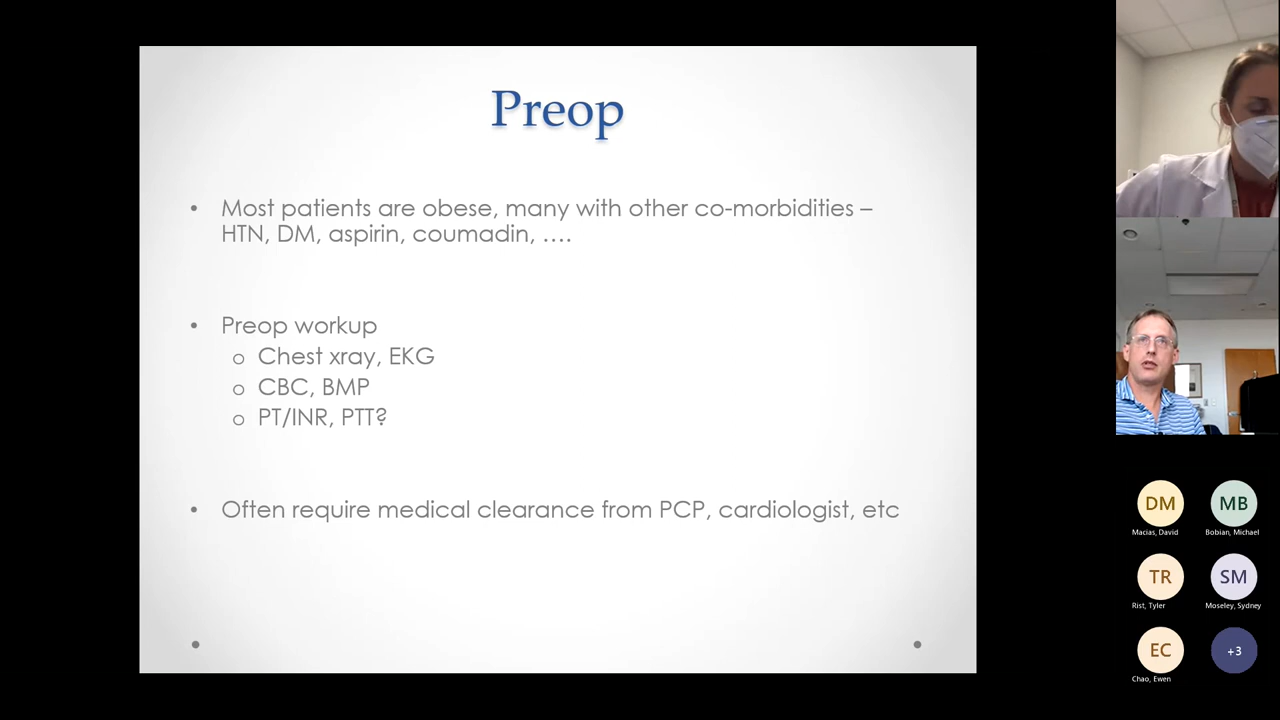 Preop
• Most patients are obese, many with other co-morbidities –
HTN, DM, aspirin, coumadin, ….
• Preop workup
o Chest xray, EKG
o CBC, BMP
o PT/INR, PTT?
• Often require medical clearance from PCP, cardiologist, etc
DM
Macias, David
MB
Bobian, Michael
TR
Rist, Tyler
SM
Moseley, Sydney
EC
Chao, Ewen
+3